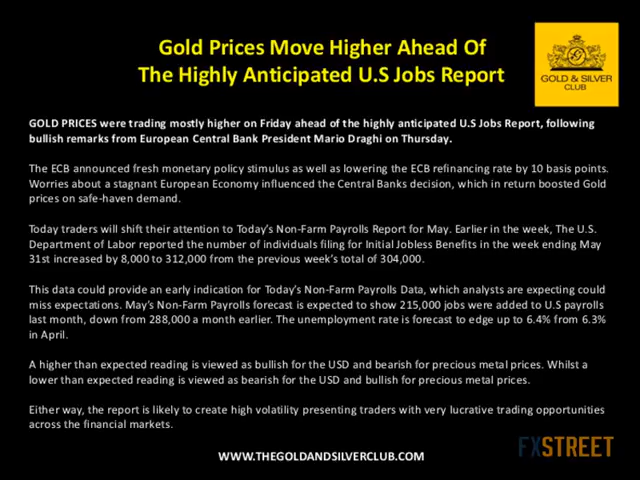 Gold Prices Move Higher Ahead Of
The Highly Anticipated U.S Jobs Report
GOLD & SILVER
CLUB
GOLD PRICES were trading mostly higher on Friday ahead of the highly anticipated U.S Jobs Report, following
bullish remarks from European Central Bank President Mario Draghi on Thursday.
The ECB announced fresh monetary policy stimulus as well as lowering the ECB refinancing rate by 10 basis points.
Worries about a stagnant European Economy influenced the Central Banks decision, which in return boosted Gold
prices on safe-haven demand.
Today traders will shift their attention to Today's Non-Farm Payrolls Report for May. Earlier in the week, The U.S.
Department of Labor reported the number of individuals filing for Initial Jobless Benefits in the week ending May
31st increased by 8,000 to 312,000 from the previous week's total of 304,000.
This data could provide an early indication for Today's Non-Farm Payrolls Data, which analysts are expecting could
miss expectations. May's Non-Farm Payrolls forecast is expected to show 215,000 jobs were added to U.S payrolls
last month, down from 288,000 a month earlier. The unemployment rate is forecast to edge up to 6.4% from 6.3%
in April.
A higher than expected reading is viewed as bullish for the USD and bearish for precious metal prices. Whilst a
lower than expected reading is viewed as bearish for the USD and bullish for precious metal prices.
Either way, the report is likely to create high volatility presenting traders with very lucrative trading opportunities
across the financial markets.
FXSTREET
WWW.THEGOLDANDSILVERCLUB.COM